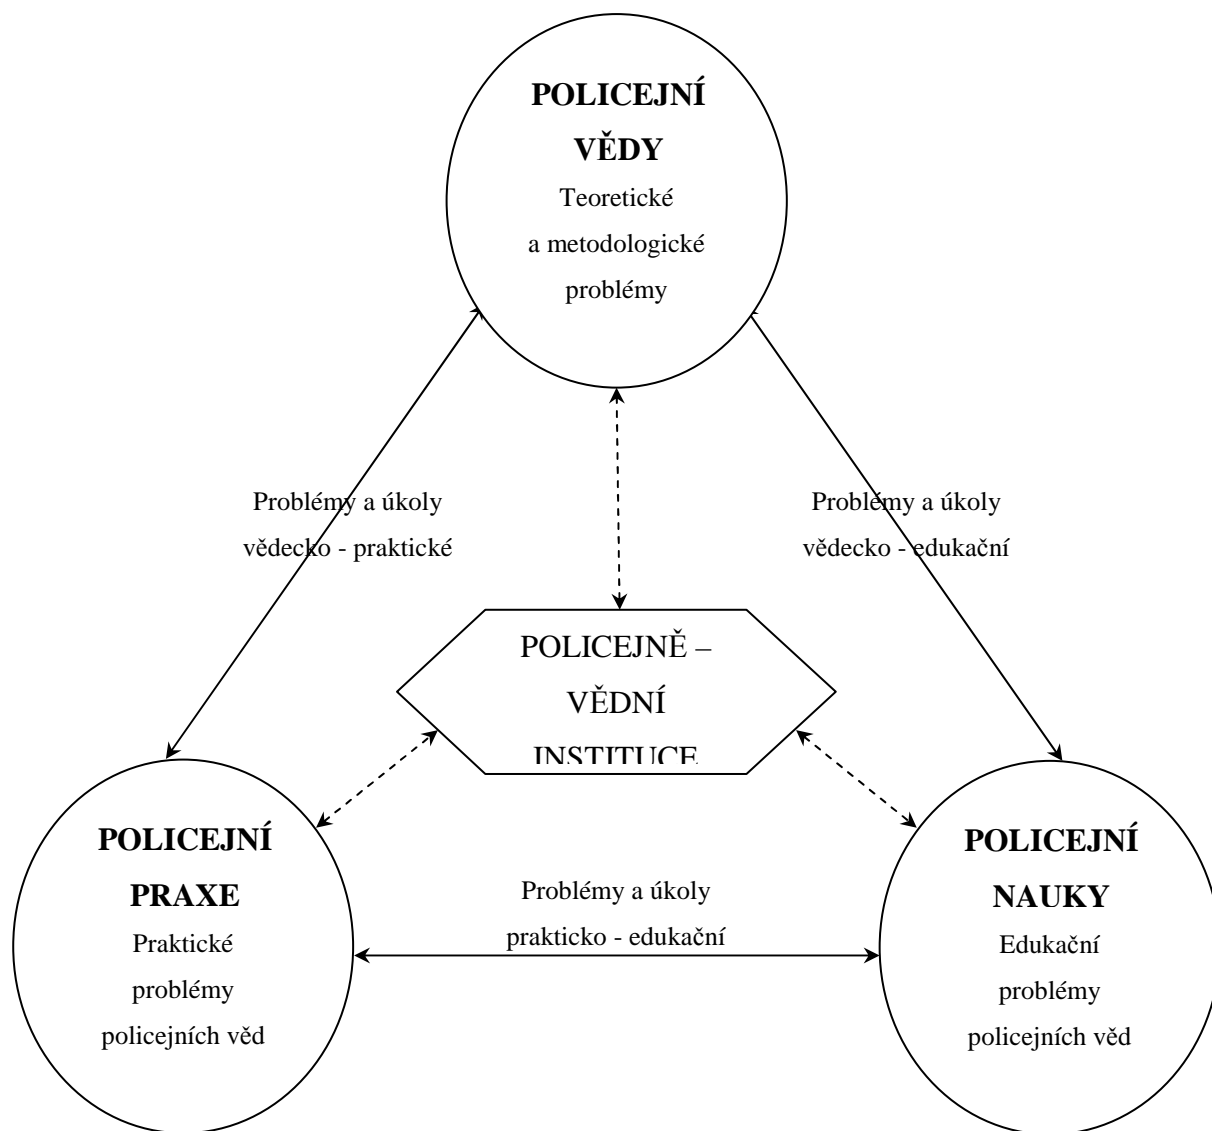 POLICEJNÍ
VĚDY
Teoretické
a metodologické
problémy
Problémy a úkoly
vědecko - praktické
Problémy a úkoly
vědecko - edukační
POLICEJNĚ –
VĚDNÍ
INSTITUCE
POLICEJNÍ
PRAXE
Praktické
problémy
policejních věd
Problémy a úkoly
prakticko - edukační
POLICEJNÍ
NAUKY
Edukační
problémy
policejních věd